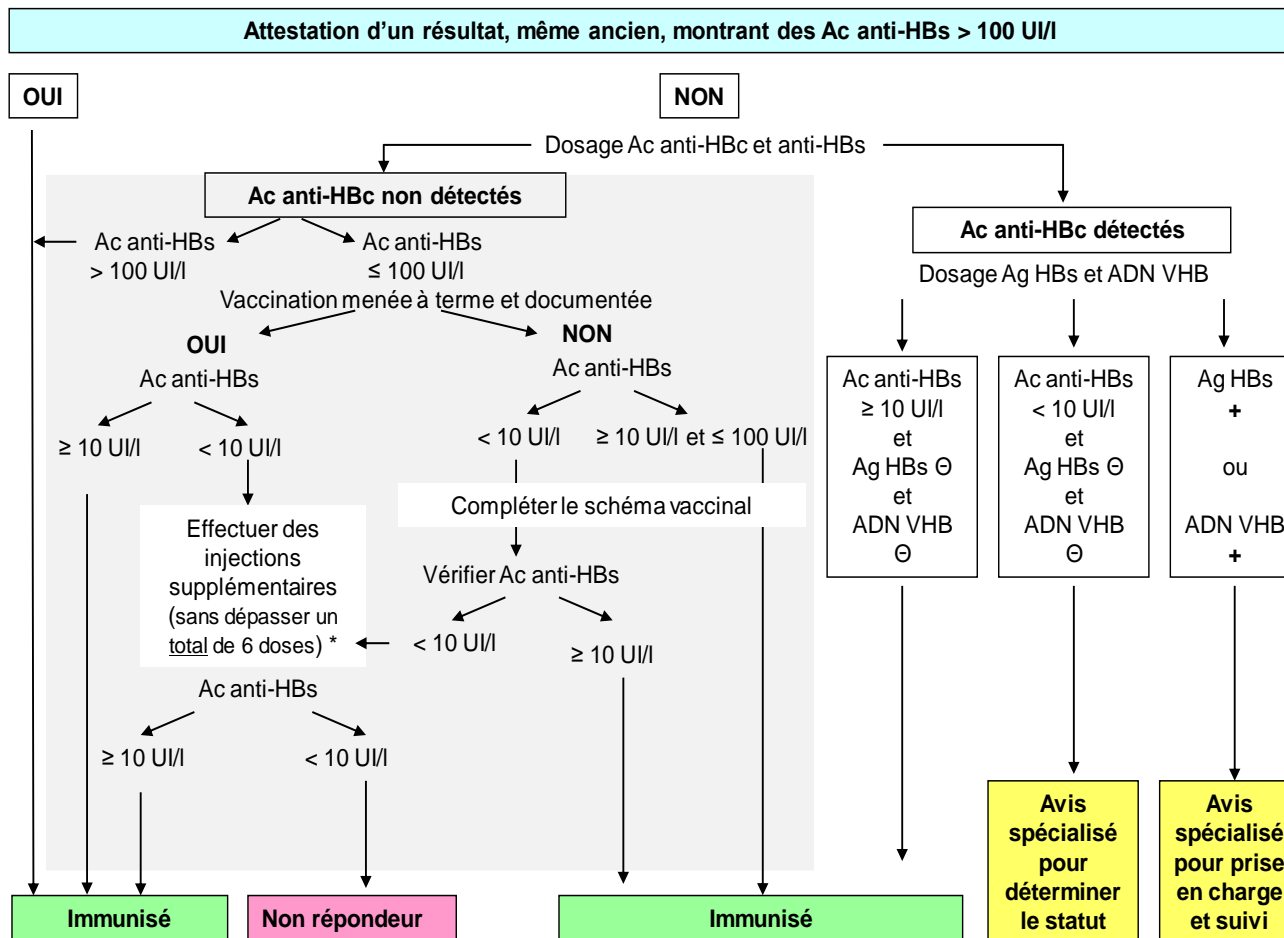 Attestation d'un résultat, même ancien, montrant des Ac anti-HBs > 100 UI/l
OUI
NON
Dosage Ac anti-HBc et anti-HBs
Ac anti-HBc non détectés
Ac anti-HBs
> 100 UI/l
Ac anti-HBs
≤ 100 UI/l
Vaccination menée à terme et documentée
OUI
Ac anti-HBs
≥ 10 UI/l
< 10 UI/l
Effectuer des
injections
supplémentaires
(sans dépasser un
total de 6 doses) *
NON
Ac anti-HBs
< 10 UI/l
≥ 10 UI/l et ≤ 100 UI/l
Compléter le schéma vaccinal
Vérifier Ac anti-HBs
< 10 UI/l
≥ 10 UI/l
Ac anti-HBs
≥ 10 UI/l
< 10 UI/l
Ac anti-HBc détectés
Dosage Ag HBs et ADN VHB
Ac anti-HBs
≥ 10 UI/l
et
Ag HBs Θ
et
ADN VHB
Θ
Ac anti-HBs
< 10 UI/l
et
Ag HBs Θ
et
ADN VHB
Θ
Ag HBs
+
ou
ADN VHB
+
Immunisé
Non répondeur
Immunisé
Avis
spécialisé
pour
déterminer
le statut
Avis
spécialisé
pour prise
en charge
et suivi